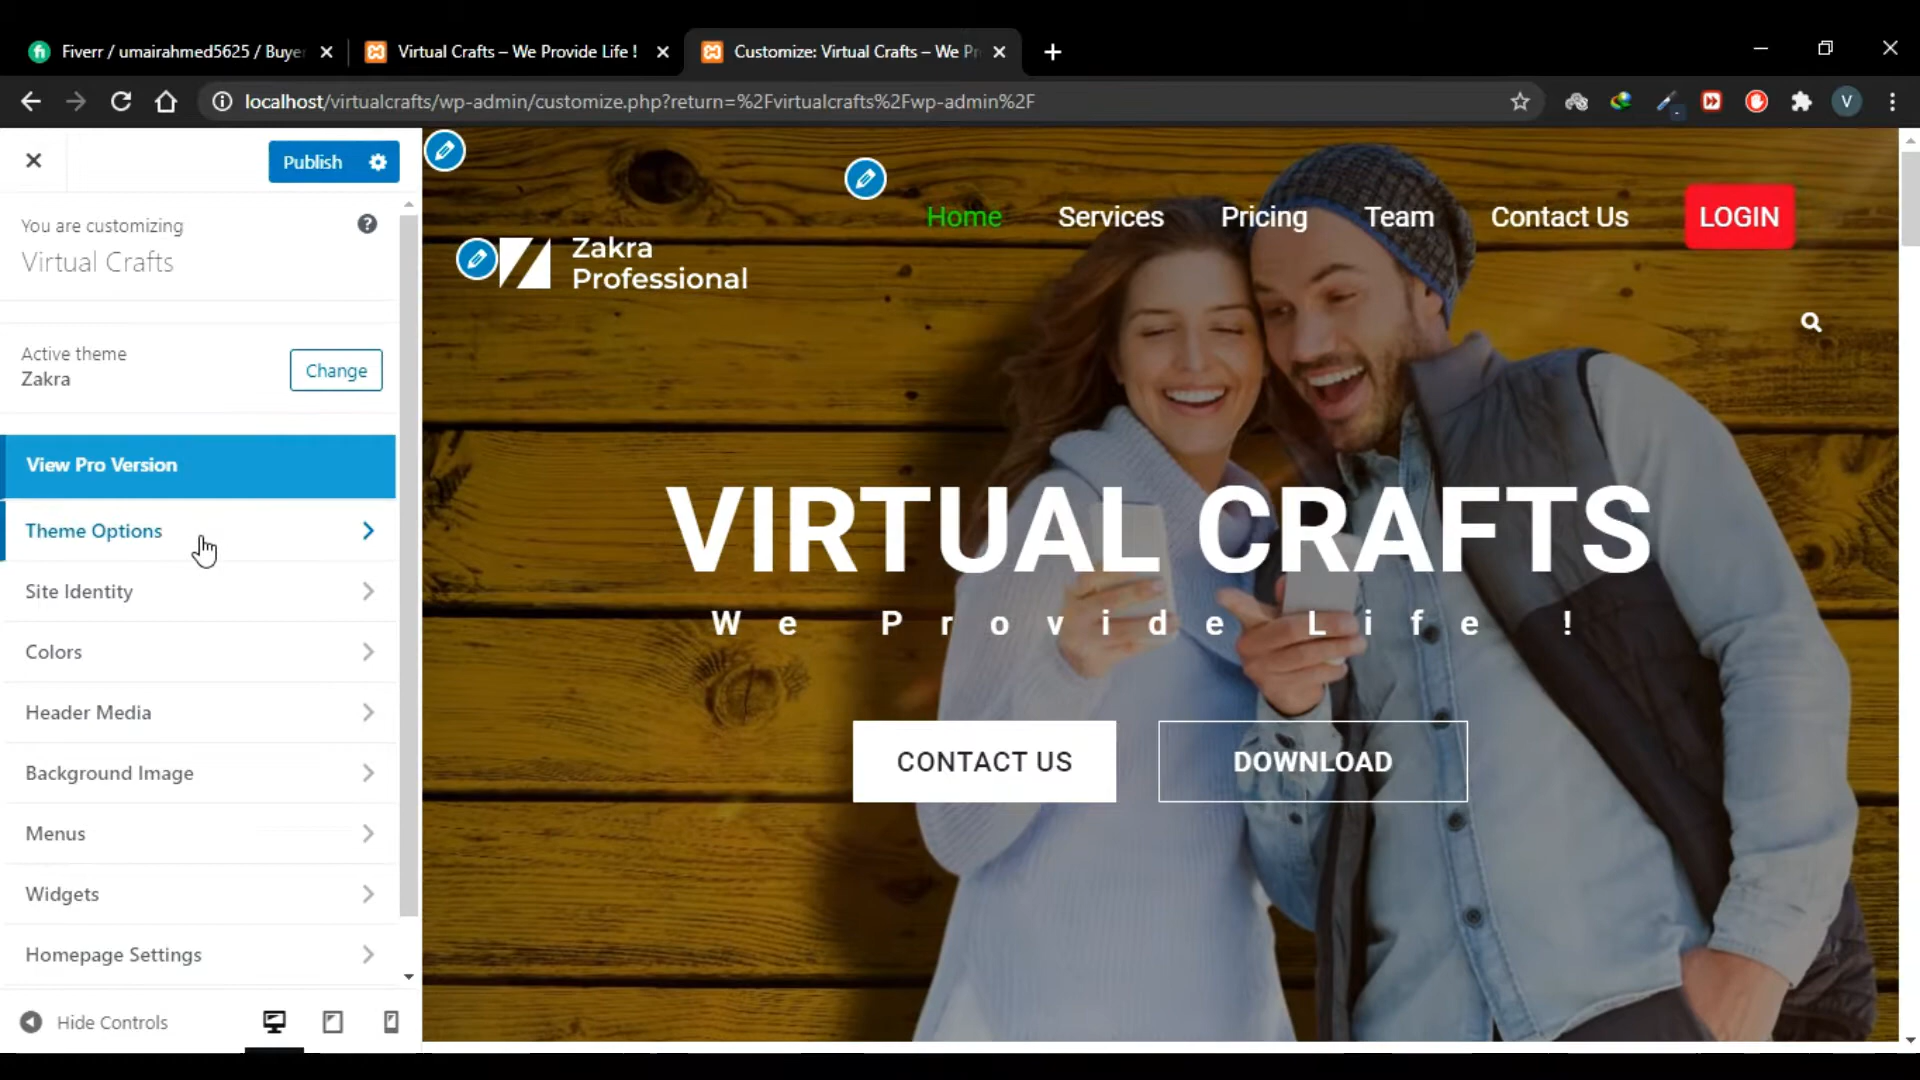 Fiverr / umairahmed5625 / Buye
Virtual Crafts – We Provide Life !
Customize: Virtual Crafts – We Pr
localhost/virtualcrafts/wp-admin/customize.php?return=%2Fvirtualcrafts%2Fwp-admin%2F
V
Publish
You are customizing
Virtual Crafts
Active theme
Zakra
Change
View Pro Version
Theme Options
Site Identity
Colors
Header Media
Background Image
Menus
Widgets
Homepage Settings
Hide Controls
Home Services Pricing Team Contact Us LOGIN
Zakra
Professional
VIRTUAL CRAFTS
We Provide Life !
CONTACT US
DOWNLOAD